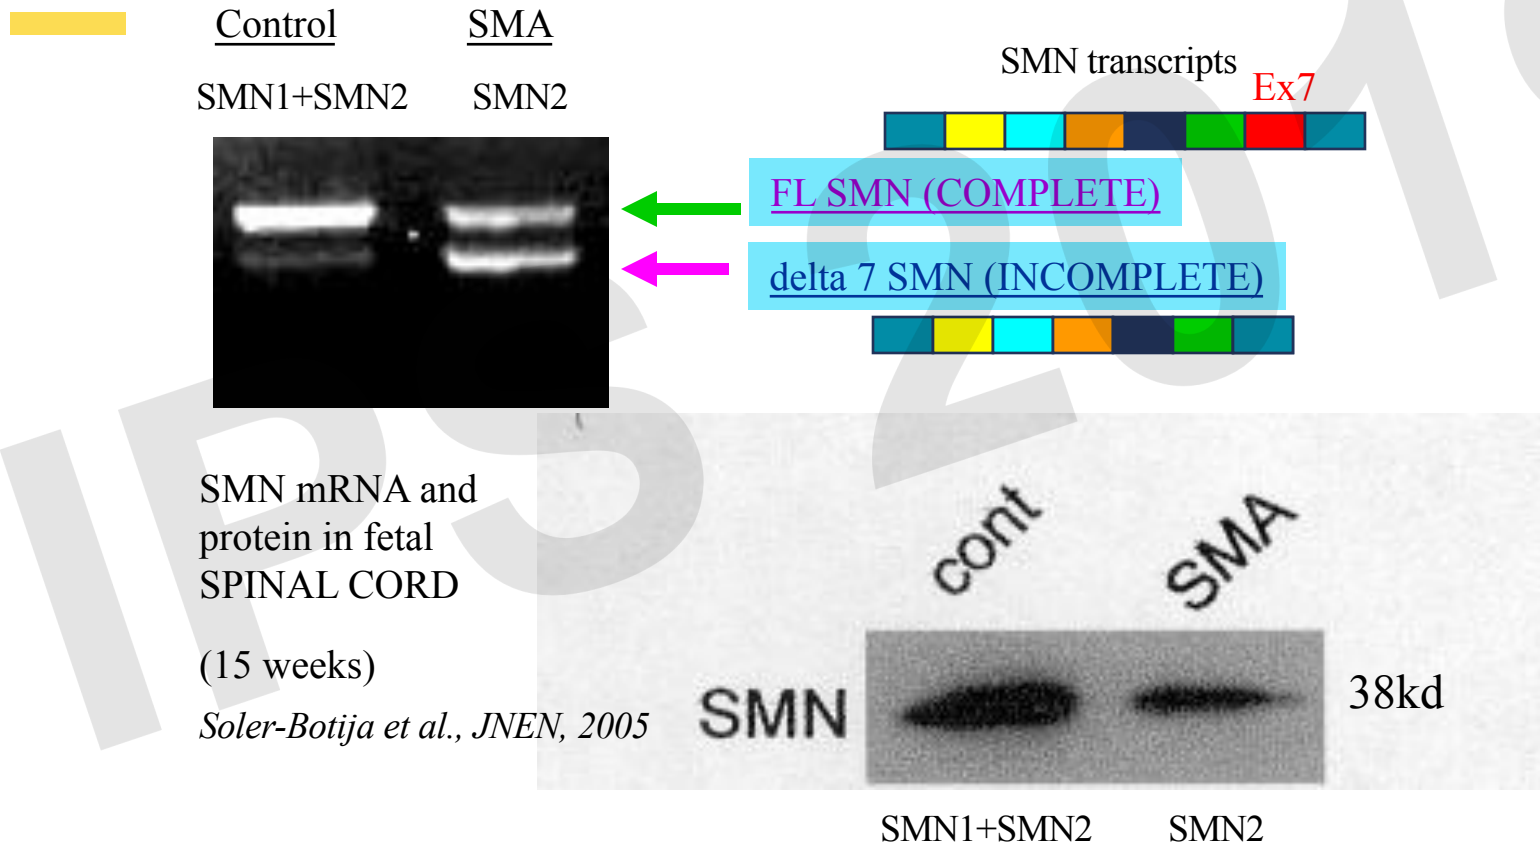 Control SMA
SMN1+SMN2 SMN2
SMN transcripts
Ex7
FL SMN (COMPLETE)
delta 7 SMN (INCOMPLETE)
SMN mRNA and
protein in fetal
SPINAL CORD
(15 weeks)
Soler-Botija et al., JNEN, 2005
cont SMA
SMN 38kd
SMN1+SMN2 SMN2
IPS 201